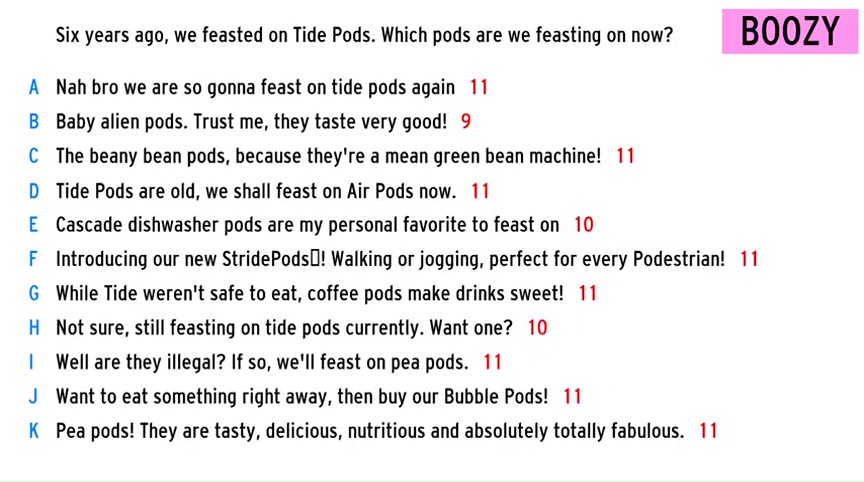 Six years ago, we feasted on Tide Pods. Which pods are we feasting on now?
BOOZY
A Nah bro we are so gonna feast on tide pods again 11
B Baby alien pods. Trust me, they taste very good! 9
C The beany bean pods, because they're a mean green bean machine! 11
D Tide Pods are old, we shall feast on Air Pods now. 11
E Cascade dishwasher pods are my personal favorite to feast on 10
F Introducing our new StridePods▯! Walking or jogging, perfect for every Podestrian! 11
G While Tide weren't safe to eat, coffee pods make drinks sweet! 11
H Not sure, still feasting on tide pods currently. Want one? 10
I Well are they illegal? If so, we'll feast on pea pods. 11
J Want to eat something right away, then buy our Bubble Pods! 11
K Pea pods! They are tasty, delicious, nutritious and absolutely totally fabulous. 11